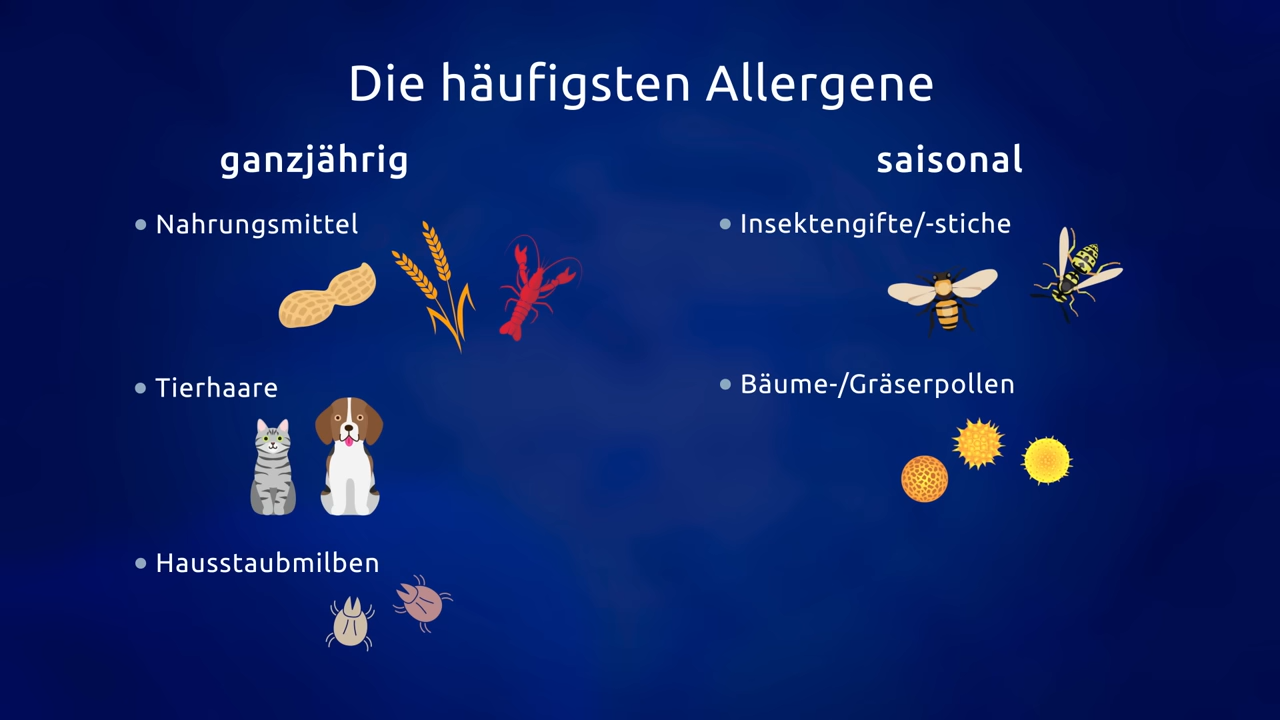 Die häufigsten Allergene
ganzjährig
Nahrungsmittel
Tierhaare
Hausstaubmilben
saisonal
Insektengifte/-stiche
Bäume-/Gräserpollen